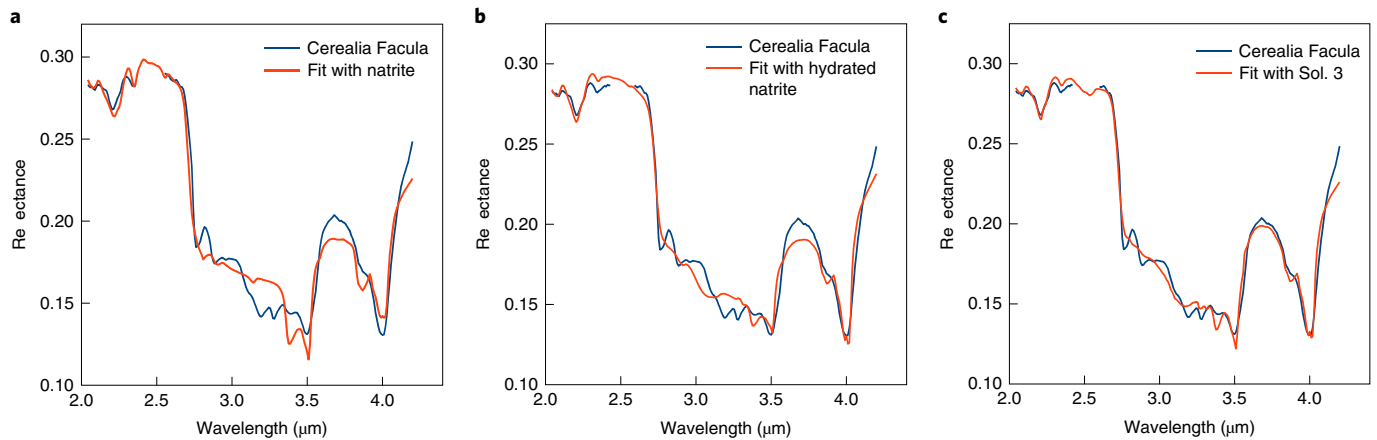 a
Cerealia Facula
Fit with natrite
0.30
0.25
0.20
0.15
0.10
Re ectance
2.0 2.5 3.0 3.5 4.0
Wavelength (μm)
b
Cerealia Facula
Fit with hydrated
natrite
0.30
0.25
0.20
0.15
0.10
Re ectance
2.0 2.5 3.0 3.5 4.0
Wavelength (μm)
c
Cerealia Facula
Fit with Sol. 3
0.30
0.25
0.20
0.15
0.10
Re ectance
2.0 2.5 3.0 3.5 4.0
Wavelength (μm)